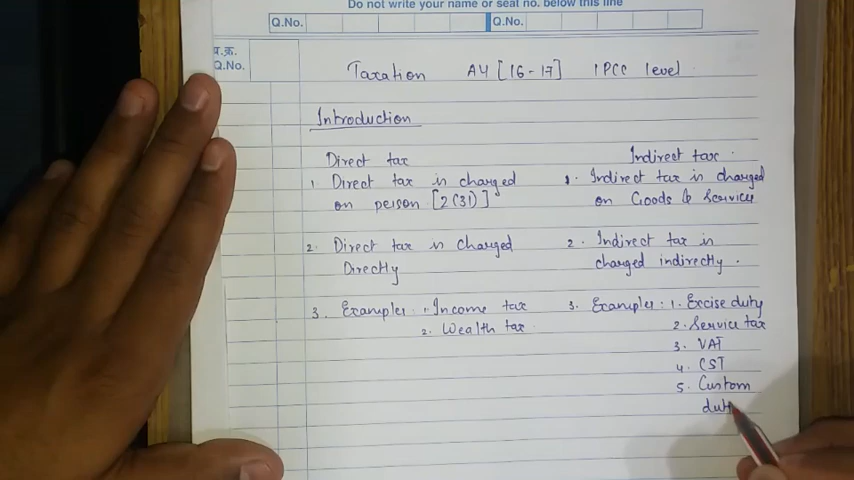 Do not write your name or seat no. below this line
Q.No. Q.No.
प्र.क्र.
Q.No.
Taxation AY [16-17] IPCC level
Introduction
Direct tax Indirect tax
1. Direct tax is charged on person [2(31)]
1. Indirect tax is charged on Goods & Services
2. Direct tax is charged Directly
2. Indirect tax is charged indirectly.
3. Examples: 1. Income tax
2. Wealth tax
3. Examples: 1. Excise duty
2. Service tax
3. VAT
4. CST
5. Custom
duty